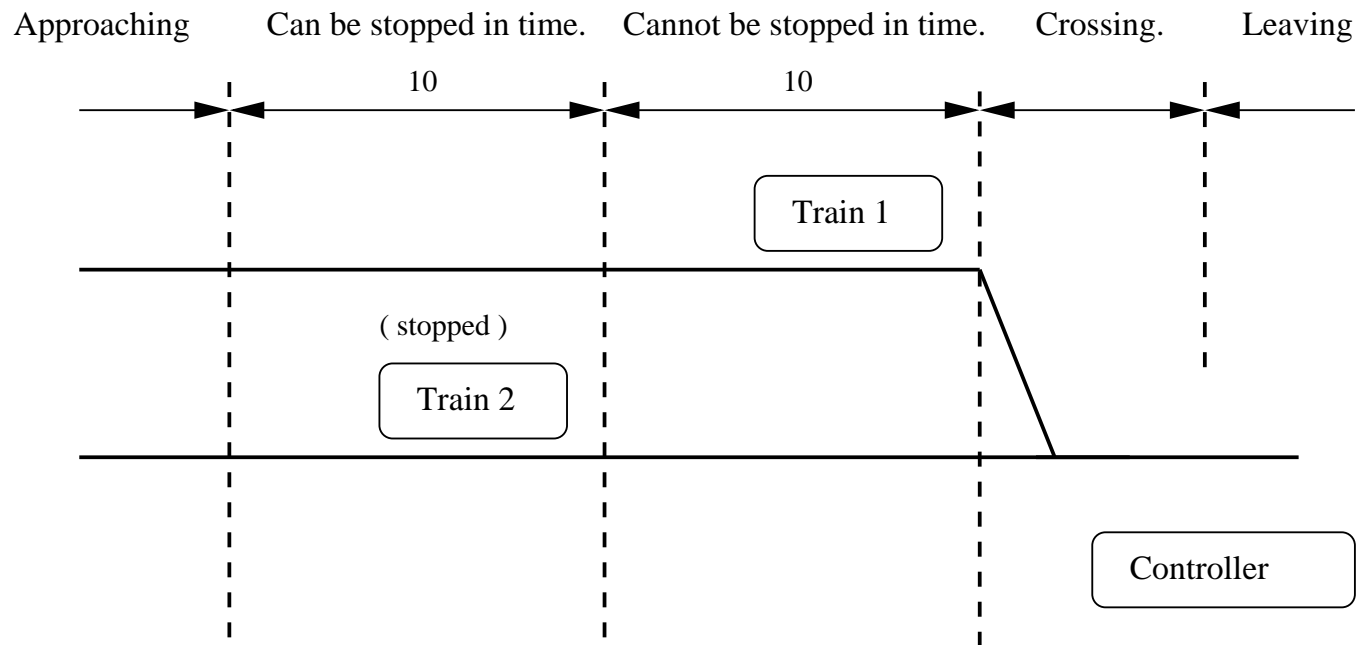 Approaching Can be stopped in time. Cannot be stopped in time. Crossing. Leaving
10 10
Train 1
( stopped )
Train 2
Controller